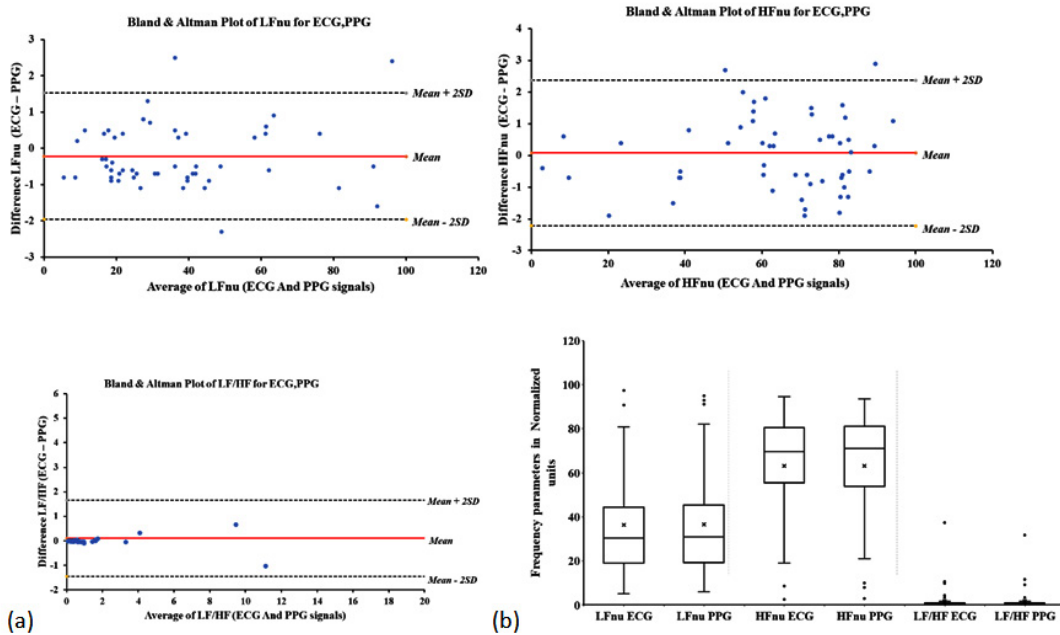 Bland & Altman Plot of LFnu for ECG,PPG
Difference LFnu (ECG – PPG)
3
2
1
0
-1
-2
-3
Mean + 2SD
Mean
Mean - 2SD
0 20 40 60 80 100 120
Average of LFnu (ECG And PPG signals)
Bland & Altman Plot of HFnu for ECG,PPG
Difference HFnu (ECG - PPG)
4
3
2
1
0
-1
-2
-3
Mean + 2SD
Mean
Mean - 2SD
0 20 40 60 80 100 120
Average of HFnu (ECG And PPG signals)
Bland & Altman Plot of LF/HF for ECG,PPG
Difference LF/HF (ECG – PPG)
6
5
4
3
2
1
0
-1
-2
Mean + 2SD
Mean
Mean - 2SD
0 2 4 6 8 10 12 14 16 18 20
Average of LF/HF (ECG And PPG signals)
(a)
Frequency parameters in Normalized
units
120
100
80
60
40
20
0
LFnu ECG LFnu PPG HFnu ECG HFnu PPG LF/HF ECG LF/HF PPG
(b)